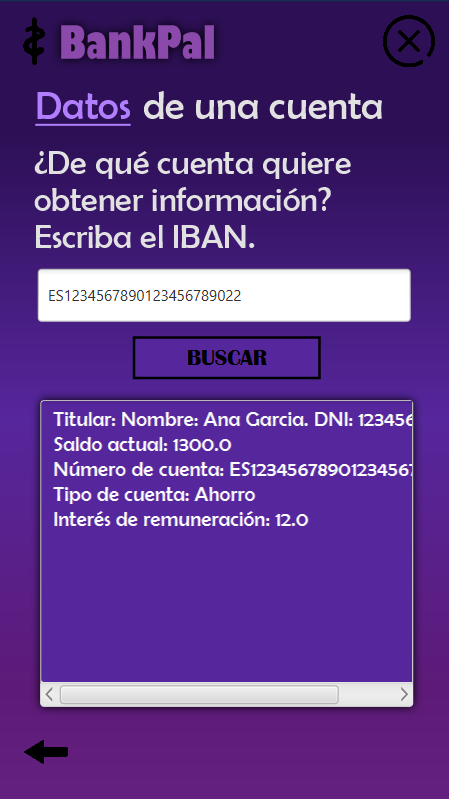 BankPal
Datos de una cuenta
¿De qué cuenta quiere
obtener información?
Escriba el IBAN.
ES1234567890123456789022
BUSCAR
Titular: Nombre: Ana Garcia. DNI: 123456
Saldo actual: 1300.0
Número de cuenta: ES12345678901234567
Tipo de cuenta: Ahorro
Interés de remuneración: 12.0